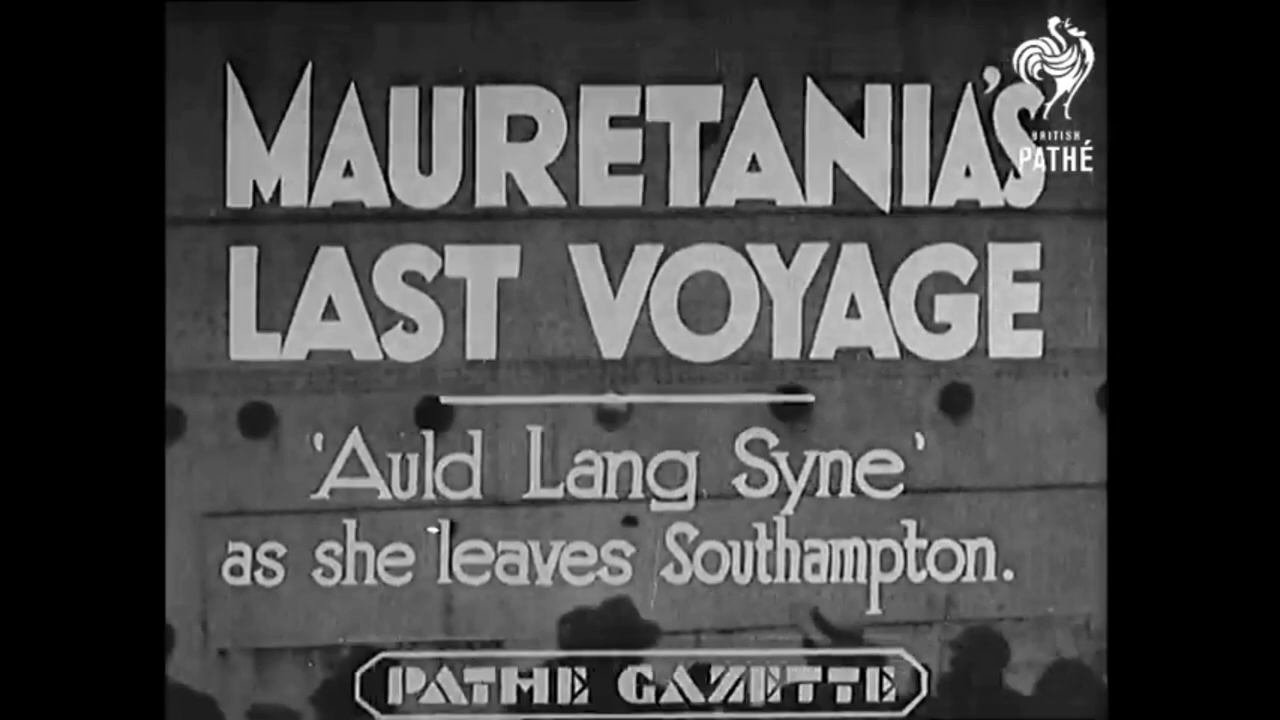 MAURETANIA'S
LAST VOYAGE
'Auld Lang Syne'
as she leaves Southampton.
PATHE GAZETTE
BRITISH
PATHÉ